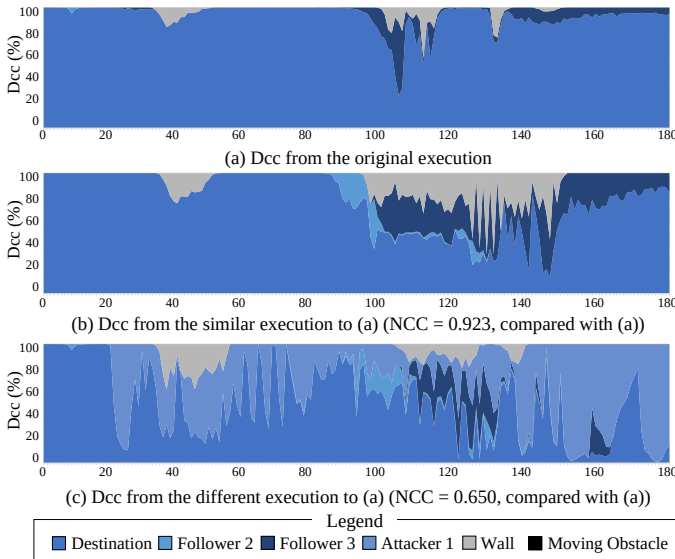 Dcc (%)
100
80
60
40
20
0
0 20 40 60 80 100 120 140 160 181
(a) Dcc from the original execution
Dcc (%)
100
80
60
40
20
0
0 20 40 60 80 100 120 140 160 181
(b) Dcc from the similar execution to (a) (NCC = 0.923, compared with (a))
Dcc (%)
100
80
60
40
20
0
0 20 40 60 80 100 120 140 160 181
(c) Dcc from the different execution to (a) (NCC = 0.650, compared with (a))
Legend
Destination Follower 2 Follower 3 Attacker 1 Wall Moving Obstacle